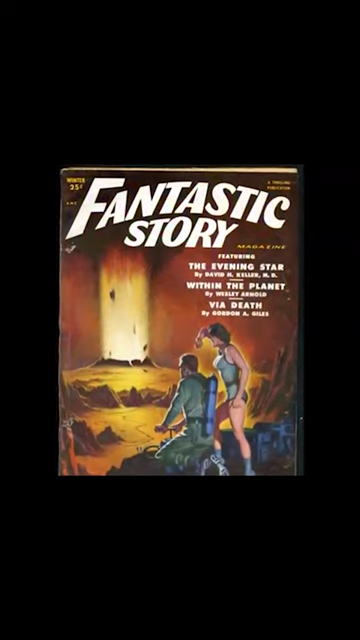 WINTER
25¢
A THRILLING
PUBLICATION
FANTASTIC
STORY
MAGAZINE
FEATURING
THE EVENING STAR
By DAVID H. KELLER, M. D.
WITHIN THE PLANET
By WESLEY ARNOLD
VIA DEATH
By GORDON A. GILES